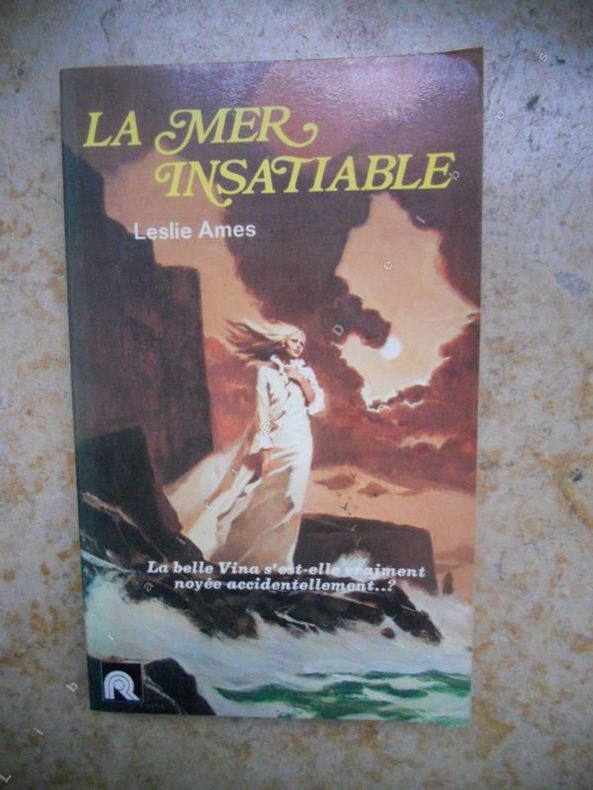 LA MER
INSATIABLE
Leslie Ames
La belle Vina s'est-elle vraiment
noyée accidentellement..?
R